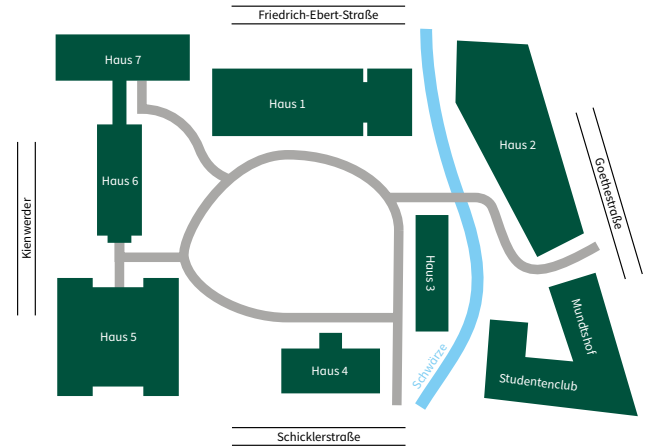 Friedrich-Ebert-Straße
Haus 7
Haus 1
Haus 2
Goethestraße
Haus 6
Kienwerder
Haus 3
Haus 5
Haus 4
Schwärze
Mundtshof
Studentenclub
Schicklerstraße